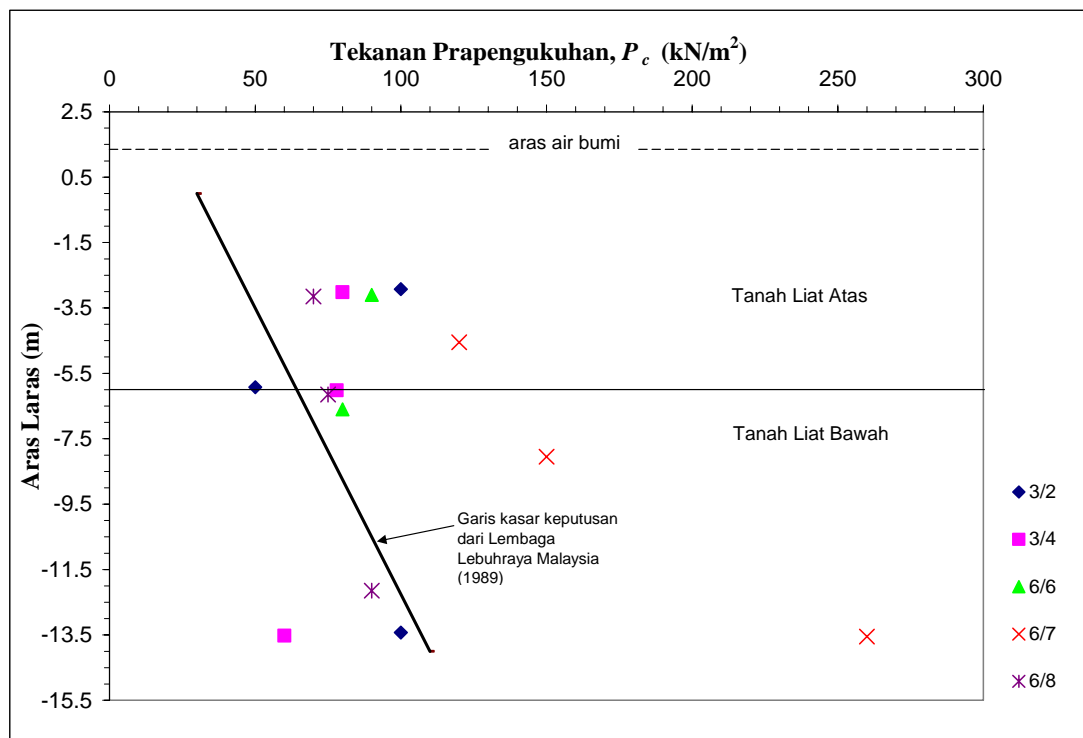 Tekanan Prapengukuhan, P c (kN/m2)
0 50 100 150 200 250 300
2.5
0.5
-1.5
-3.5
-5.5
-7.5
-9.5
-11.5
-13.5
-15.5
Aras Laras (m)
aras air bumi
Tanah Liat Atas
Tanah Liat Bawah
Garis kasar keputusan
dari Lembaga
Lebuhraya Malaysia
(1989)
3/2
3/4
6/6
6/7
6/8